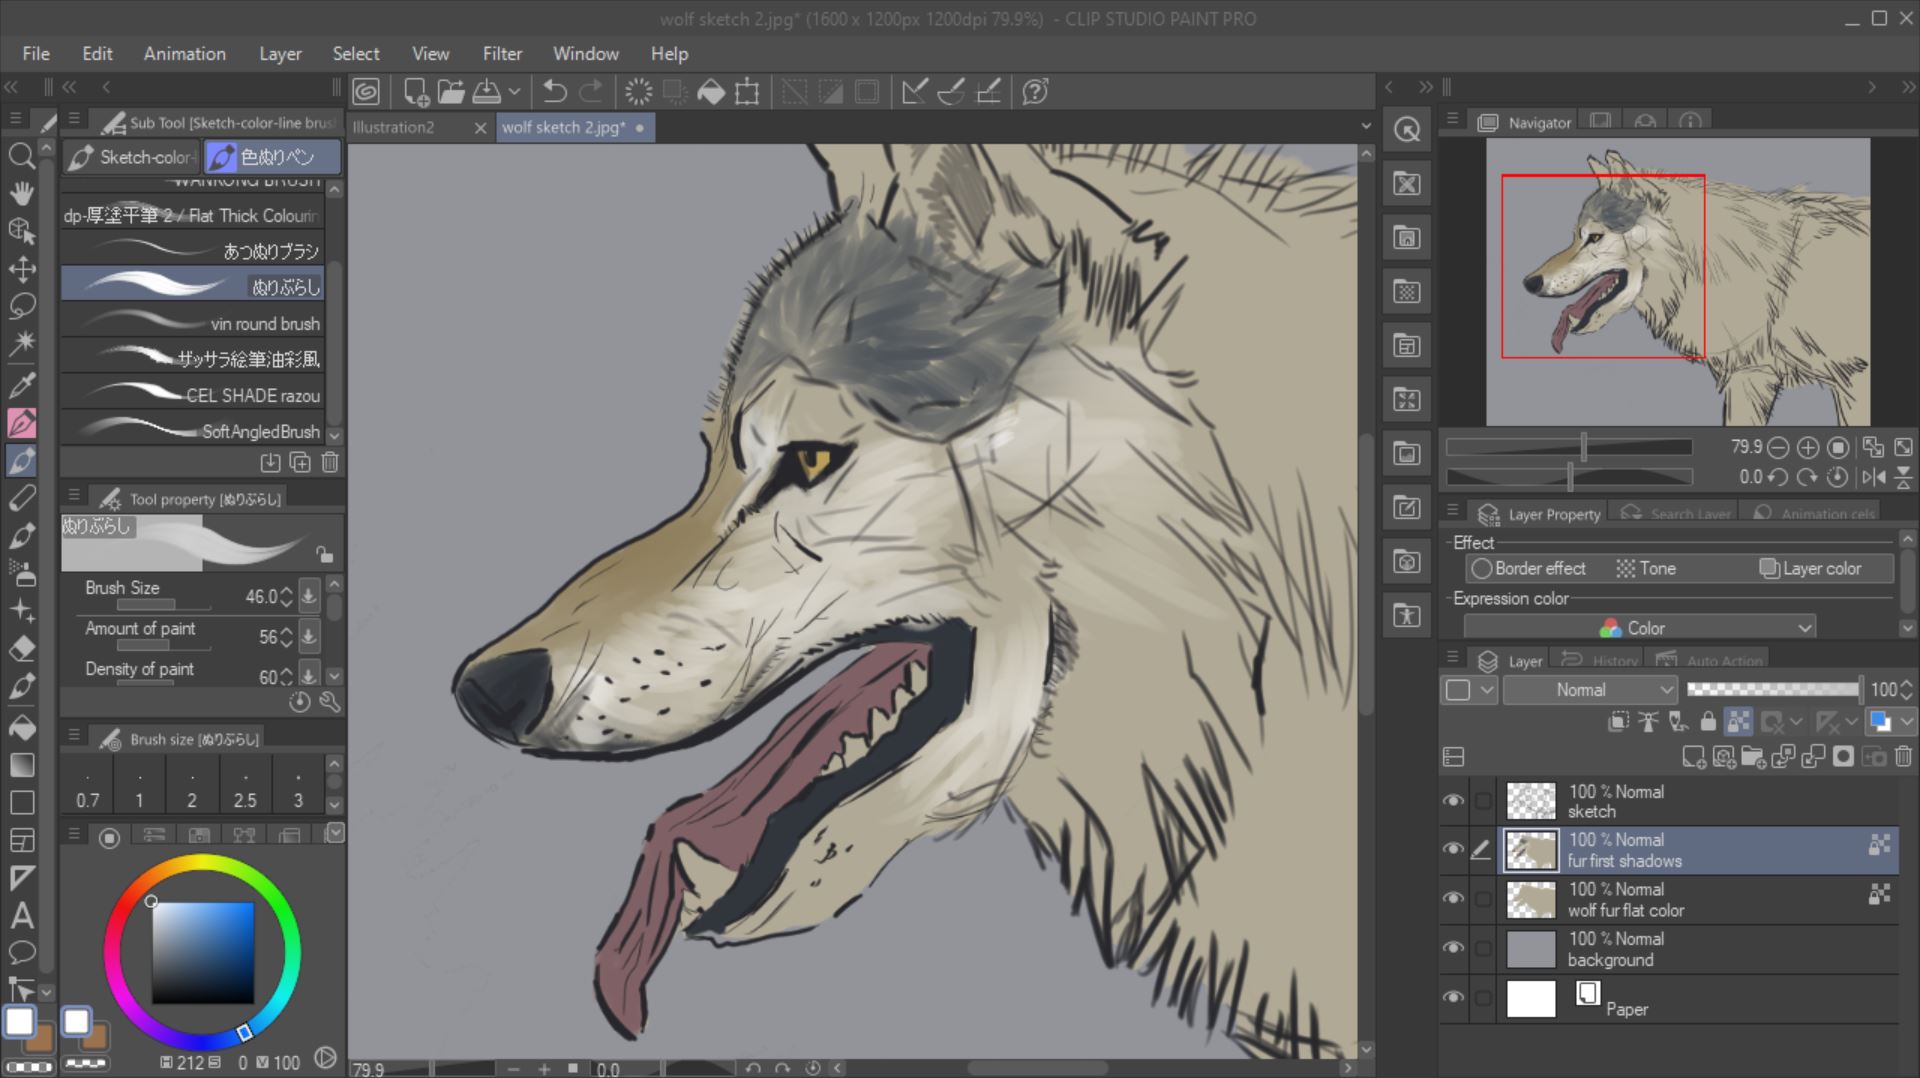 wolf sketch 2.jpg* (1600 x 1200px 1200dpi 79.9%) - CLIP STUDIO PAINT PRO
File Edit Animation Layer Select View Filter Window Help
Sub Tool [Sketch-color-line brus
Illustration2
wolf sketch 2.jpg*
Navigator
Sketch-color-
色ぬりペン
WANKONG BRUSH
dp-厚塗平筆 2 / Flat Thick Colourin
あつぬりブラシ
ぬりぶらし
vin round brush
ザッサラ絵筆油彩風
CEL SHADE razou
SoftAngledBrush
Tool property [ぬりぶらし]
ぬりぶらし
Brush Size 46.0
Amount of paint 56
Density of paint 60
Brush size [ぬりぶらし]
0.7 1 2 2.5 3
H 212 S 0 V 100
79.9 0.0
79.9
0.0
Layer Property Search Layer Animation cels
Effect
Border effect Tone Layer color
Expression color
Color
Layer History Auto Action
Normal 100
100 % Normal
sketch
100 % Normal
fur first shadows
100 % Normal
wolf fur flat color
100 % Normal
background
Paper